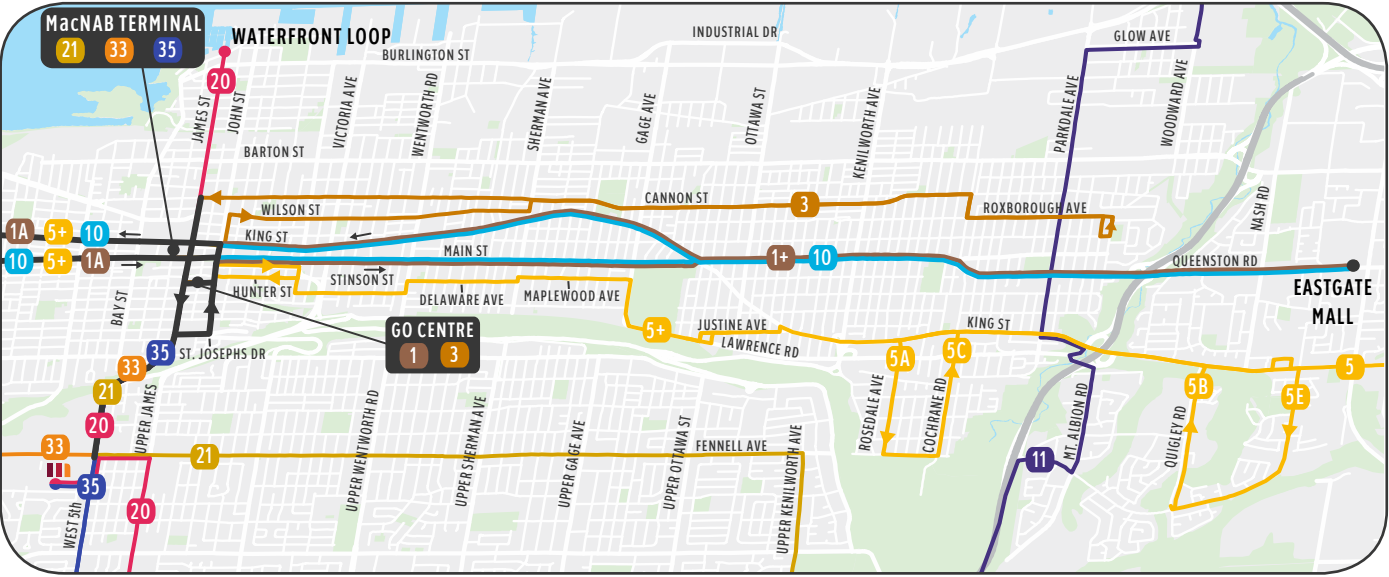 MacNAB TERMINAL
21 33 35
WATERFRONT LOOP
20
BURLINGTON ST
INDUSTRIAL DR
GLOW AVE
JAMES ST
JOHN ST
VICTORIA AVE
WENTWORTH RD
SHERMAN AVE
GAGE AVE
OTTAWA ST
KENILWORTH AVE
PARKDALE AVE
WOODWARD AVE
NASH RD
BARTON ST
CANNON ST
3
ROXBOROUGH AVE
WILSON ST
KING ST
MAIN ST
1A 5+ 10
10 5+ 1A
1+ 10
QUEENSTON RD
EASTGATE
MALL
HUNTER ST
STINSON ST
DELAWARE AVE
MAPLEWOOD AVE
BAY ST
5+
JUSTINE AVE
LAWRENCE RD
KING ST
GO CENTRE
1 3
ST. JOSEPHS DR
35
33
21
20
UPPER JAMES
5A
5C
5B
5E
5
ROSEDALE AVE
COCHRANE RD
MT. ALBION RD
QUIGLEY RD
UPPER WENTWORTH RD
UPPER SHERMAN AVE
UPPER GAGE AVE
UPPER OTTAWA ST
UPPER KENILWORTH AVE
FENNELL AVE
33
21
11
35
20
WEST 5th